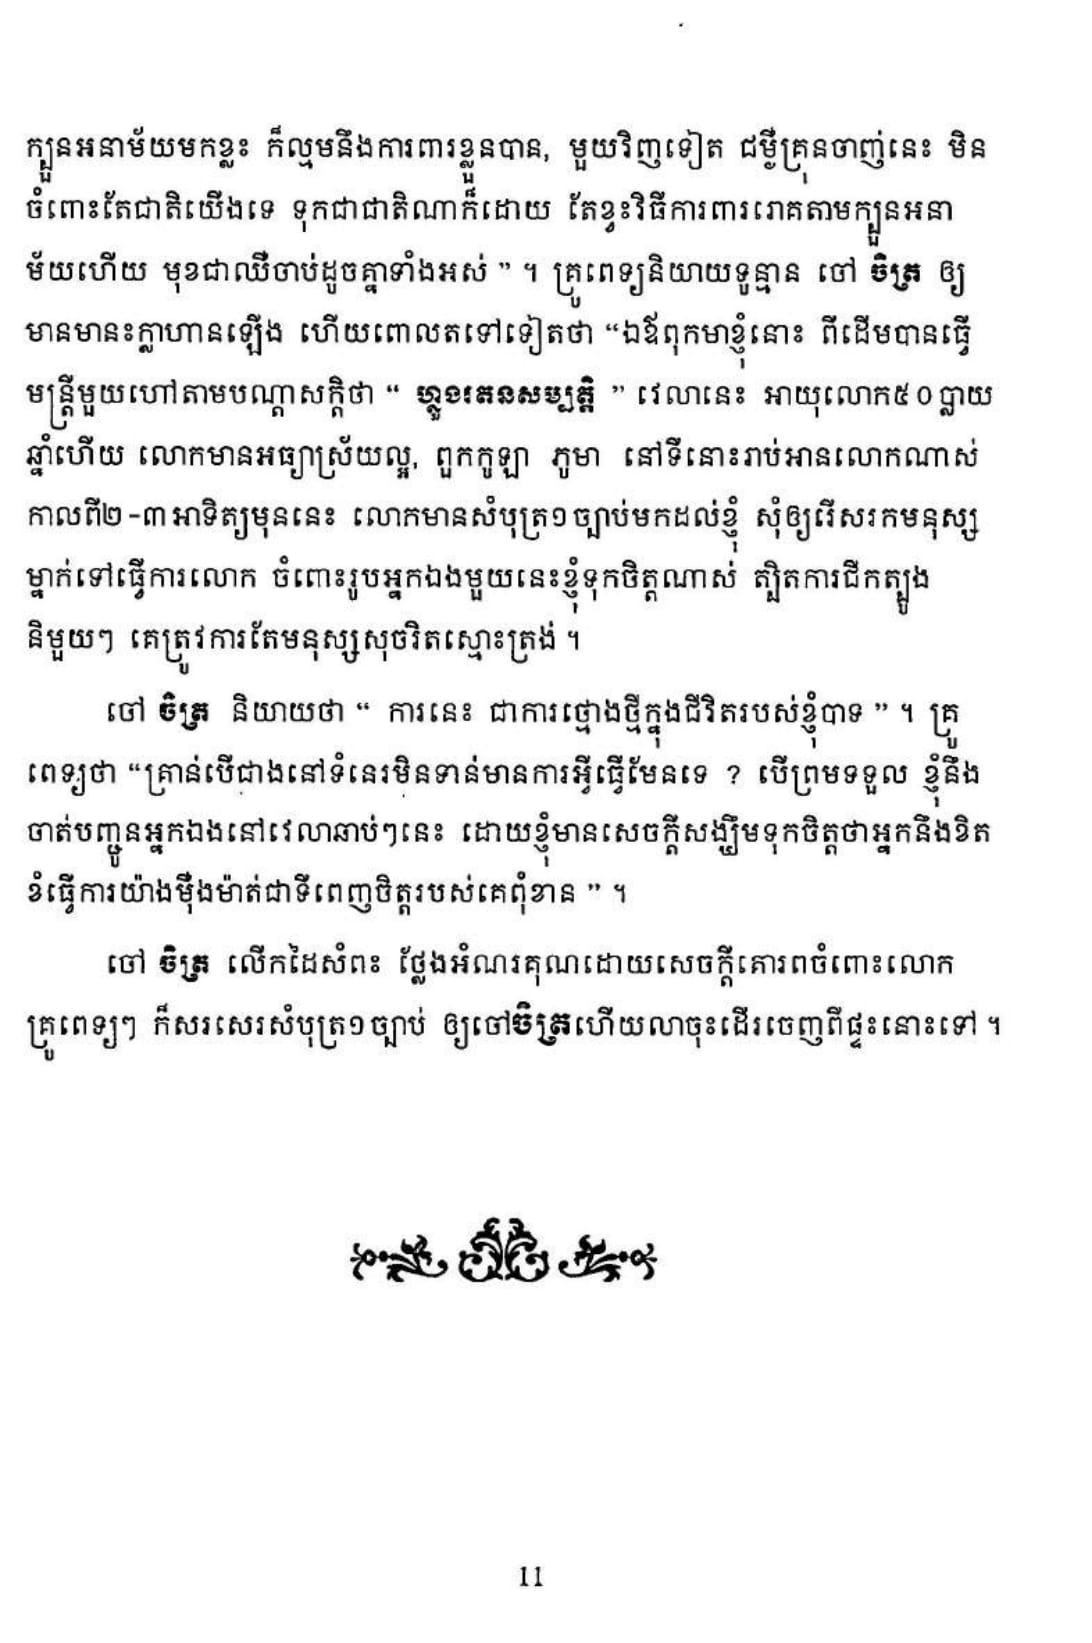 ក្បួនអនាម័យមកខ្លះ ក៏ល្មមនឹងការពារខ្លួនបាន, មួយវិញទៀត ជម្ងឺគ្រុនចាញ់នេះ មិន
ចំពោះតែជាតិយើងទេ ទុកជាជាតិណាក៏ដោយ តែខ្វះវិធីការពាររោគតាមក្បួនអនា
ម័យហើយ មុខជាឈឺចាប់ដូចគ្នាទាំងអស់ ” ។ គ្រូពេទ្យនិយាយទូន្មាន ចៅ ចិត្រ ឲ្យ
មានមានះក្លាហានឡើង ហើយពោលតទៅទៀតថា “ឯឪពុកមាខ្ញុំនោះ ពីដើមបានធ្វើ
មន្ត្រីមួយហៅតាមបណ្តាសក្តិថា “ ហ្លួងរតនសម្បត្តិ ” វេលានេះ អាយុលោក៥០ប្លាយ
ឆ្នាំហើយ លោកមានអធ្យាស្រ័យល្អ, ពួកកូឡា ភូមា នៅទីនោះរាប់អានលោកណាស់
កាលពី២-៣អាទិត្យមុននេះ លោកមានសំបុត្រ១ច្បាប់មកដល់ខ្ញុំ សុំឲ្យរើសរកមនុស្ស
ម្នាក់ទៅធ្វើការលោក ចំពោះរូបអ្នកឯងមួយនេះខ្ញុំទុកចិត្តណាស់ ត្បិតការជីកត្បូង
និមួយៗ គេត្រូវការតែមនុស្សសុចរិតស្មោះត្រង់ ។
ចៅ ចិត្រ និយាយថា “ ការនេះ ជាការថ្មោងថ្មីក្នុងជីវិតរបស់ខ្ញុំបាទ ” ។ គ្រូ
ពេទ្យថា “គ្រាន់បើជាងនៅទំនេរមិនទាន់មានការអ្វីធ្វើមែនទេ ? បើព្រមទទួល ខ្ញុំនឹង
ចាត់បញ្ជូនអ្នកឯងនៅវេលាឆាប់ៗនេះ ដោយខ្ញុំមានសេចក្តីសង្ឃឹមទុកចិត្តថាអ្នកនឹងខិត
ខំធ្វើការយ៉ាងម៉ឺងម៉ាត់ជាទីពេញចិត្តរបស់គេពុំខាន ” ។
ចៅ ចិត្រ លើកដៃសំពះ ថ្លែងអំណរគុណដោយសេចក្តីគោរពចំពោះលោក
គ្រូពេទ្យៗ ក៏សរសេរសំបុត្រ១ច្បាប់ ឲ្យចៅចិត្រហើយលាចុះដើរចេញពីផ្ទះនោះទៅ ។
11